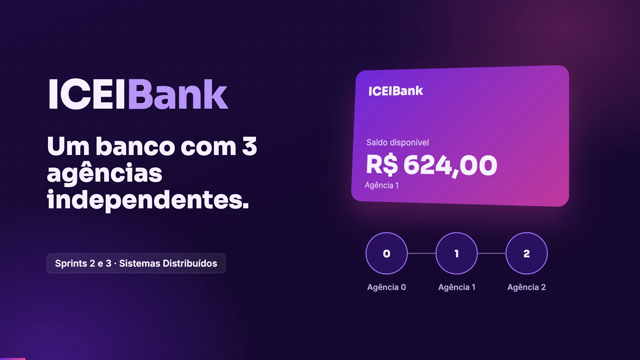 ICEIBank
Um banco com 3
agências
independentes.
Sprints 2 e 3 · Sistemas Distribuídos
ICEIBank
Saldo disponível
R$ 624,00
Agência 1
0
1
2
Agência 0
Agência 1
Agência 2